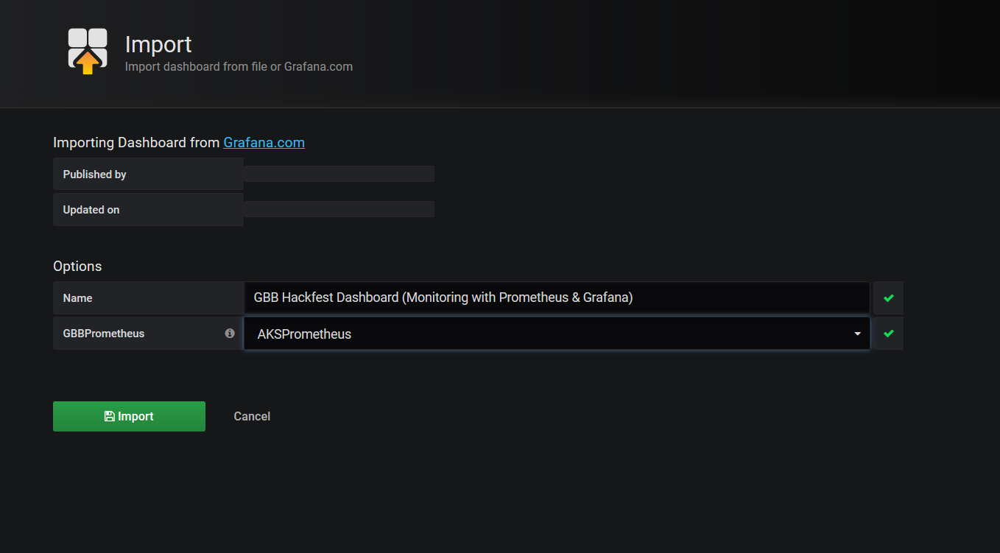 Import
Import dashboard from file or Grafana.com
Importing Dashboard from Grafana.com
Published by
Updated on
Options
Name GBB Hackfest Dashboard (Monitoring with Prometheus & Grafana)
GBBPrometheus AKSPrometheus
Import Cancel